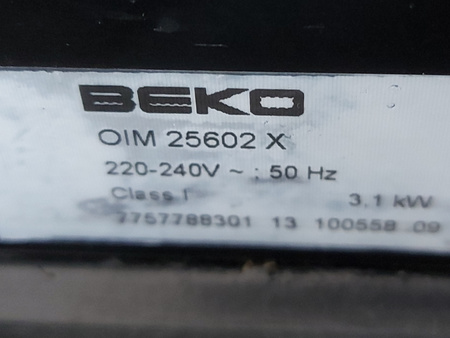 BEKO
OIM 25602 X
220-240V ~ ; 50 Hz
Class I 3.1 kW
7757788301 13 100558 09